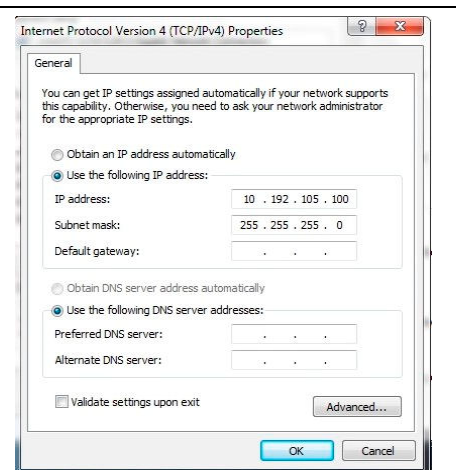 Internet Protocol Version 4 (TCP/IPv4) Properties
General
You can get IP settings assigned automatically if your network supports
this capability. Otherwise, you need to ask your network administrator
for the appropriate IP settings.
Obtain an IP address automatically
Use the following IP address:
IP address: 10 . 192 . 105 . 100
Subnet mask: 255 . 255 . 255 . 0
Default gateway: . . .
Obtain DNS server address automatically
Use the following DNS server addresses:
Preferred DNS server: . . .
Alternate DNS server: . . .
Validate settings upon exit
Advanced...
OK Cancel